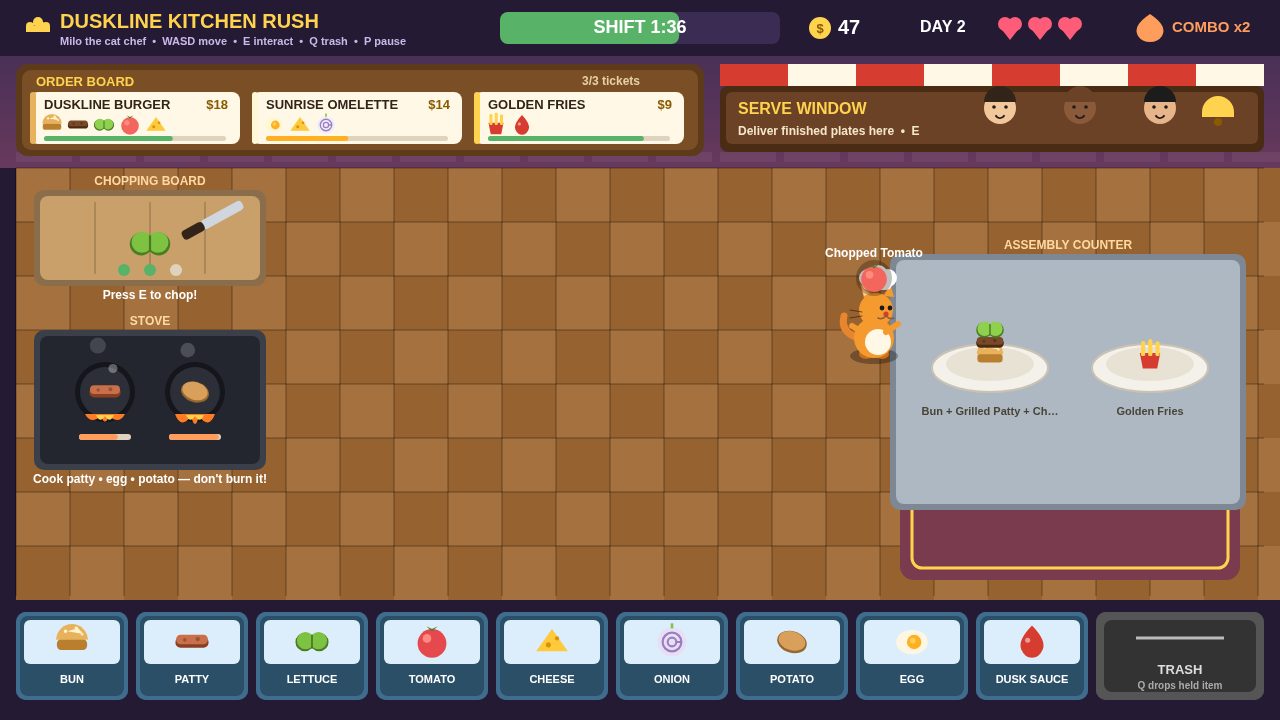 DUSKLINE KITCHEN RUSH
Milo the cat chef • WASD move • E interact • Q trash • P pause
SHIFT 1:36
$ 47
DAY 2
COMBO x2
ORDER BOARD
3/3 tickets
DUSKLINE BURGER $18
SUNRISE OMELETTE $14
GOLDEN FRIES $9
SERVE WINDOW
Deliver finished plates here • E
CHOPPING BOARD
Press E to chop!
STOVE
Cook patty • egg • potato — don't burn it!
Chopped Tomato
ASSEMBLY COUNTER
Bun + Grilled Patty + Ch…
Golden Fries
BUN
PATTY
LETTUCE
TOMATO
CHEESE
ONION
POTATO
EGG
DUSK SAUCE
TRASH
Q drops held item